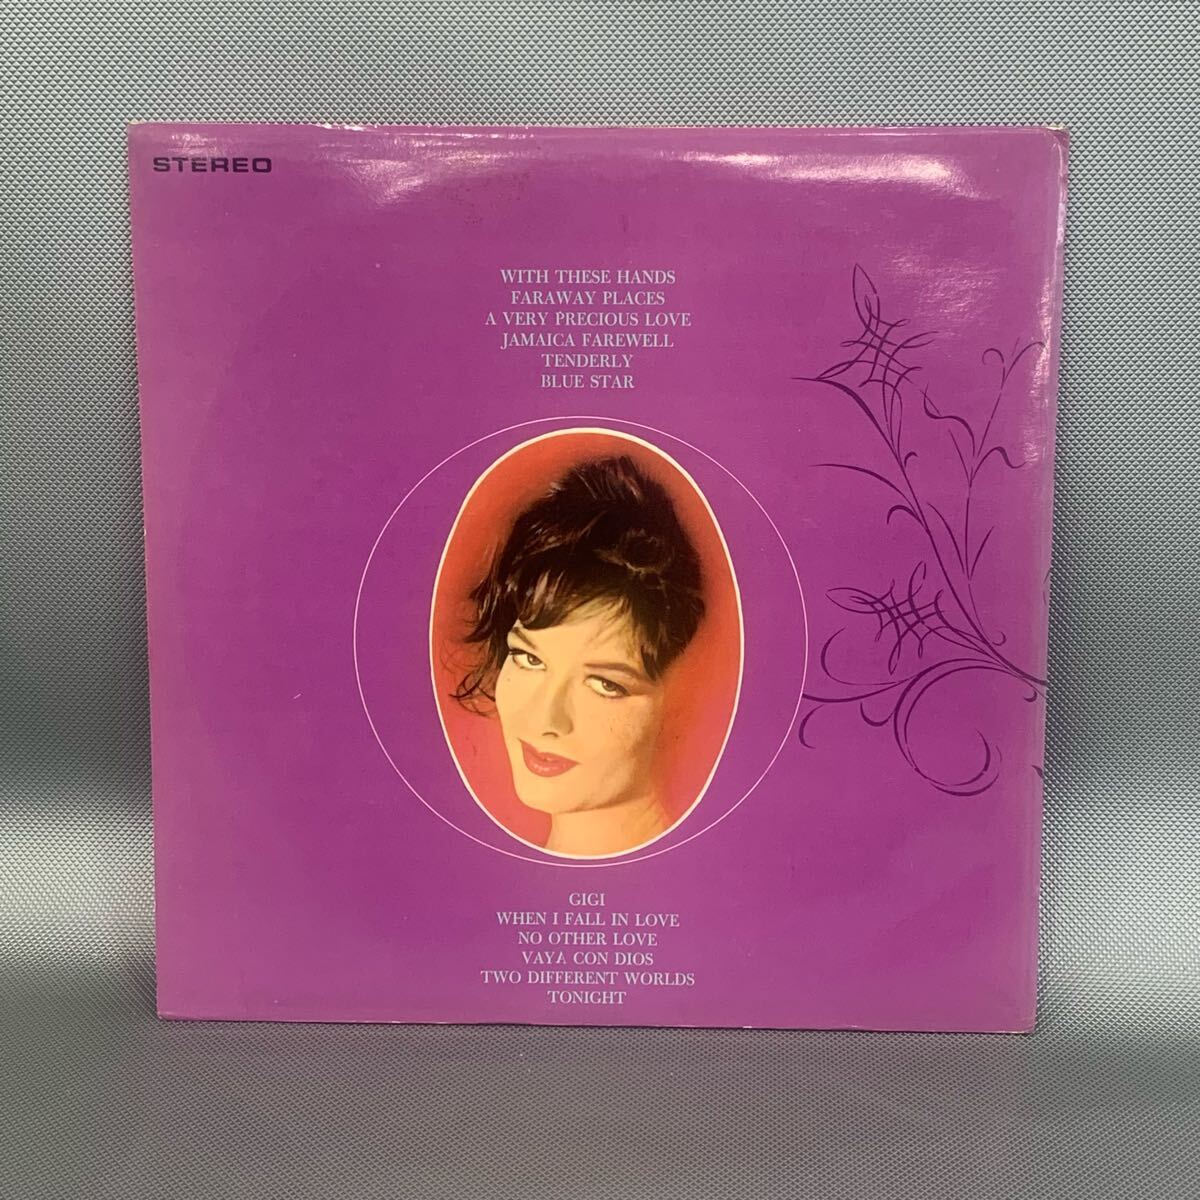 STEREO
WITH THESE HANDS
FARAWAY PLACES
A VERY PRECIOUS LOVE
JAMAICA FAREWELL
TENDERLY
BLUE STAR
GIGI
WHEN I FALL IN LOVE
NO OTHER LOVE
VAYA CON DIOS
TWO DIFFERENT WORLDS
TONIGHT